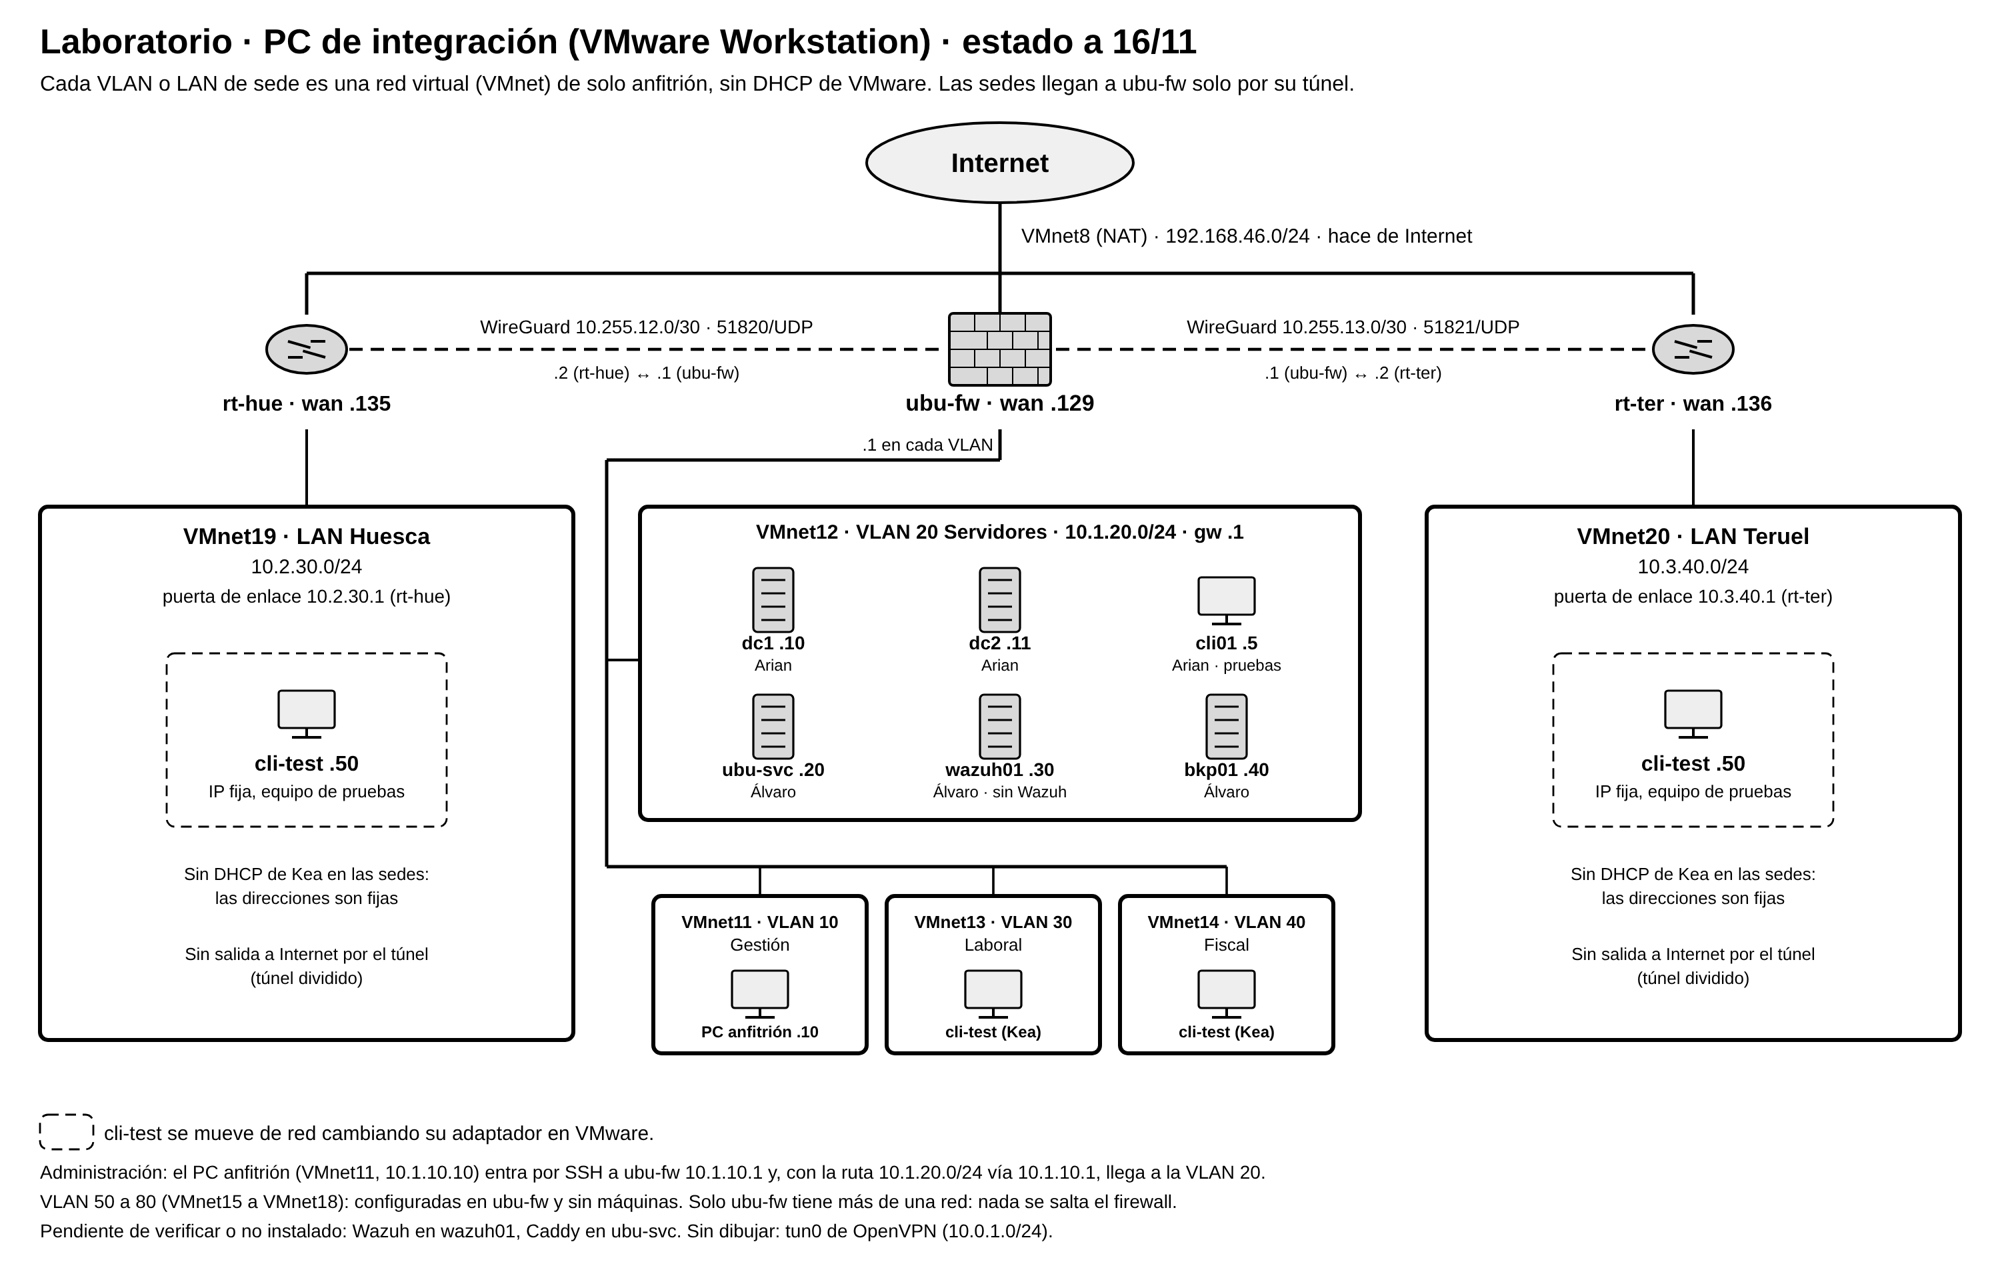 Laboratorio · PC de integración (VMware Workstation) · estado a 16/11
Cada VLAN o LAN de sede es una red virtual (VMnet) de solo anfitrión, sin DHCP de VMware. Las sedes llegan a ubu-fw solo por su túnel.
Internet
VMnet8 (NAT) · 192.168.46.0/24 · hace de Internet
WireGuard 10.255.12.0/30 · 51820/UDP
.2 (rt-hue) ↔ .1 (ubu-fw)
WireGuard 10.255.13.0/30 · 51821/UDP
.1 (ubu-fw) ↔ .2 (rt-ter)
rt-hue · wan .135
ubu-fw · wan .129
rt-ter · wan .136
.1 en cada VLAN
VMnet19 · LAN Huesca
10.2.30.0/24
puerta de enlace 10.2.30.1 (rt-hue)
cli-test .50
IP fija, equipo de pruebas
Sin DHCP de Kea en las sedes:
las direcciones son fijas
Sin salida a Internet por el túnel
(túnel dividido)
VMnet12 · VLAN 20 Servidores · 10.1.20.0/24 · gw .1
dc1 .10
Arian
dc2 .11
Arian
cli01 .5
Arian · pruebas
ubu-svc .20
Álvaro
wazuh01 .30
Álvaro · sin Wazuh
bkp01 .40
Álvaro
VMnet11 · VLAN 10
Gestión
PC anfitrión .10
VMnet13 · VLAN 30
Laboral
cli-test (Kea)
VMnet14 · VLAN 40
Fiscal
cli-test (Kea)
VMnet20 · LAN Teruel
10.3.40.0/24
puerta de enlace 10.3.40.1 (rt-ter)
cli-test .50
IP fija, equipo de pruebas
Sin DHCP de Kea en las sedes:
las direcciones son fijas
Sin salida a Internet por el túnel
(túnel dividido)
cli-test se mueve de red cambiando su adaptador en VMware.
Administración: el PC anfitrión (VMnet11, 10.1.10.10) entra por SSH a ubu-fw 10.1.10.1 y, con la ruta 10.1.20.0/24 vía 10.1.10.1, llega a la VLAN 20.
VLAN 50 a 80 (VMnet15 a VMnet18): configuradas en ubu-fw y sin máquinas. Solo ubu-fw tiene más de una red: nada se salta el firewall.
Pendiente de verificar o no instalado: Wazuh en wazuh01, Caddy en ubu-svc. Sin dibujar: tun0 de OpenVPN (10.0.1.0/24).